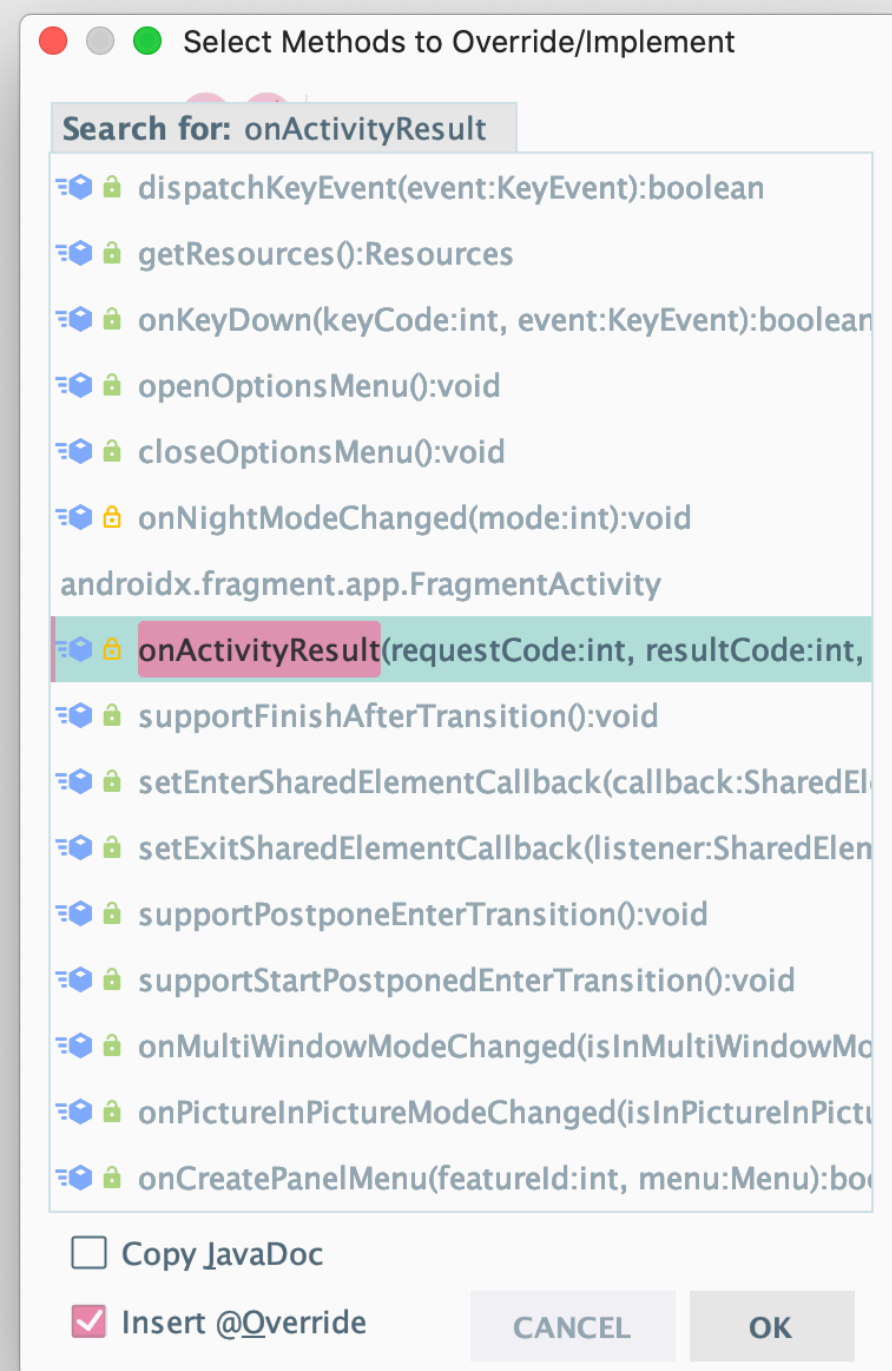 Select Methods to Override/Implement
Search for: onActivityResult
dispatchKeyEvent(event:KeyEvent):boolean
getResources():Resources
onKeyDown(keyCode:int, event:KeyEvent):boolean
openOptionsMenu():void
closeOptionsMenu():void
onNightModeChanged(mode:int):void
androidx.fragment.app.FragmentActivity
onActivityResult(requestCode:int, resultCode:int,
supportFinishAfterTransition():void
setEnterSharedElementCallback(callback:SharedEl
setExitSharedElementCallback(listener:SharedElem
supportPostponeEnterTransition():void
supportStartPostponedEnterTransition():void
onMultiWindowModeChanged(isInMultiWindowMo
onPictureInPictureModeChanged(isInPictureInPictu
onCreatePanelMenu(featureId:int, menu:Menu):boo
Copy JavaDoc
Insert @Override
CANCEL
OK